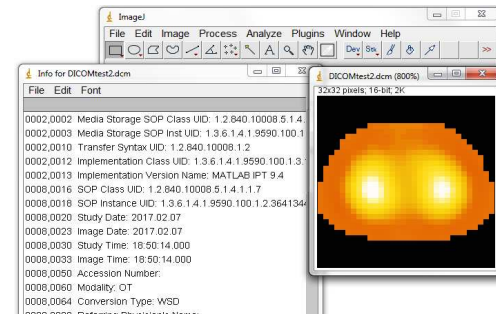 ImageJ
File Edit Image Process Analyze Plugins Window Help
Dev Stk >>
Info for DICOMtest2.dcm
File Edit Font
0002,0002 Media Storage SOP Class UID: 1.2.840.10008.5.1.4.
0002,0003 Media Storage SOP Inst UID: 1.3.6.1.4.1.9590.100.1
0002,0010 Transfer Syntax UID: 1.2.840.10008.1.2
0002,0012 Implementation Class UID: 1.3.6.1.4.1.9590.100.1.3.
0002,0013 Implementation Version Name: MATLAB IPT 9.4
0008,0016 SOP Class UID: 1.2.840.10008.5.1.4.1.1.7
0008,0018 SOP Instance UID: 1.3.6.1.4.1.9590.100.1.2.3641344
0008,0020 Study Date: 2017.02.07
0008,0023 Image Date: 2017.02.07
0008,0030 Study Time: 18:50:14.000
0008,0033 Image Time: 18:50:14.000
0008,0050 Accession Number:
0008,0060 Modality: OT
0008,0064 Conversion Type: WSD
DICOMtest2.dcm (800%)
32x32 pixels; 16-bit; 2K